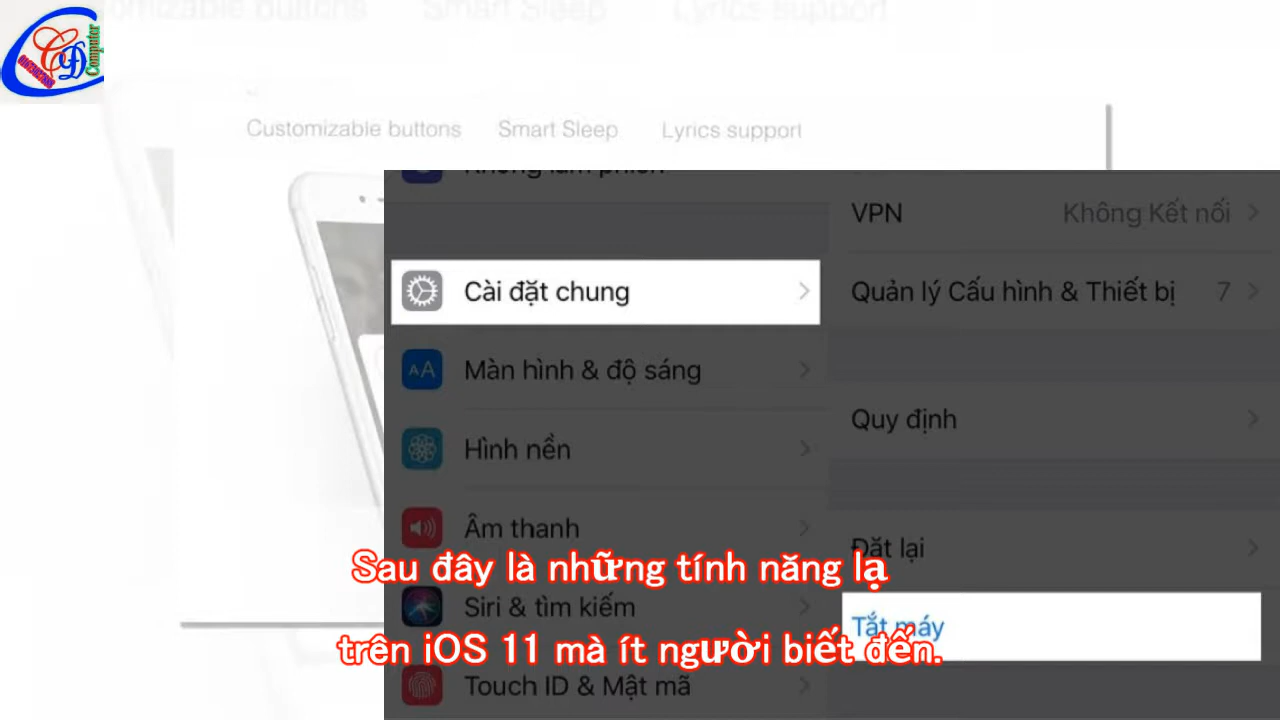 Customizable buttons Smart Sleep Lyrics support
Customizable buttons Smart Sleep Lyrics support
CĐ Computer
Không làm phiền
Cài đặt chung
AA Màn hình & độ sáng
Hình nền
Âm thanh
Siri & tìm kiếm
Touch ID & Mật mã
VPN Không Kết nối
Quản lý Cấu hình & Thiết bị 7
Quy định
Đặt lại
Tắt máy
Sau đây là những tính năng lạ
trên iOS 11 mà ít người biết đến.